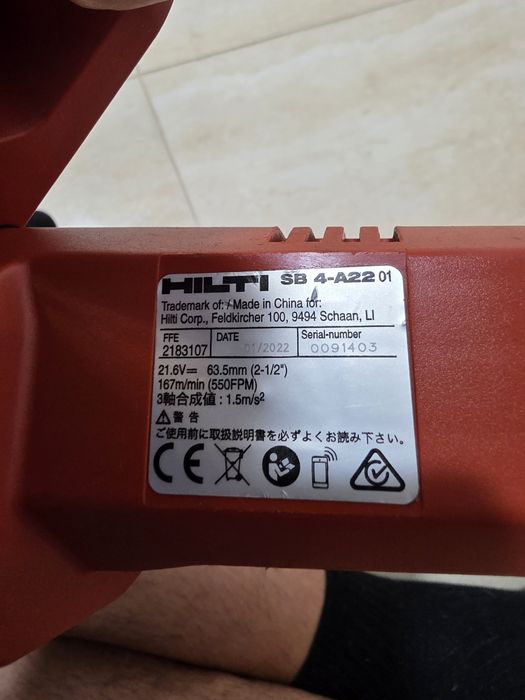 HILTI SB 4-A22 01
Trademark of: / Made in China for:
Hilti Corp., Feldkircher 100, 9494 Schaan, LI
FFE DATE Serial-number
2183107 01/2022 0091403
21.6V⎓ 63.5mm (2-1/2")
167m/min (550FPM)
3軸合成値 : 1.5m/s²
⚠ 警告
ご使用前に取扱説明書を必ずよくお読み下さい。
CE